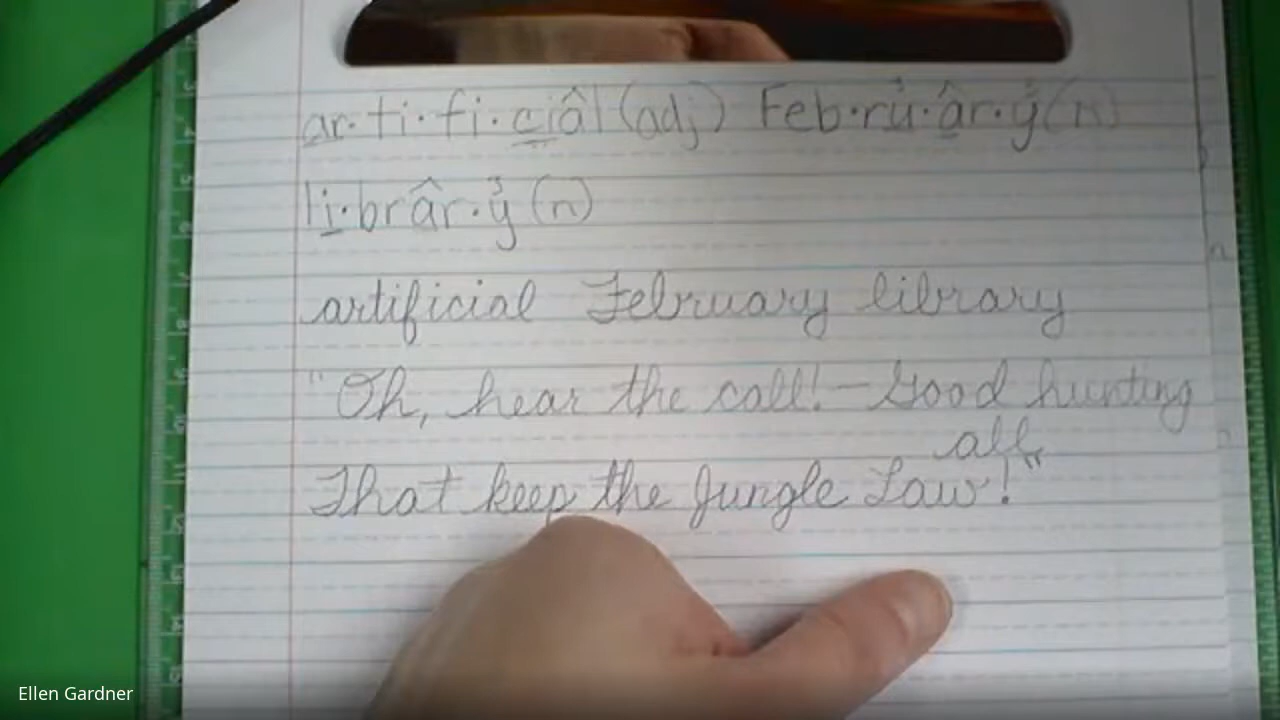 ar·ti·fi·ciâl (adj) Feb·rů·âr·y̌ (n)
li·brâr·y̌ (n)
artificial February library
"Oh, hear the call! — Good hunting
all,
That keep the Jungle Law!"
Ellen Gardner